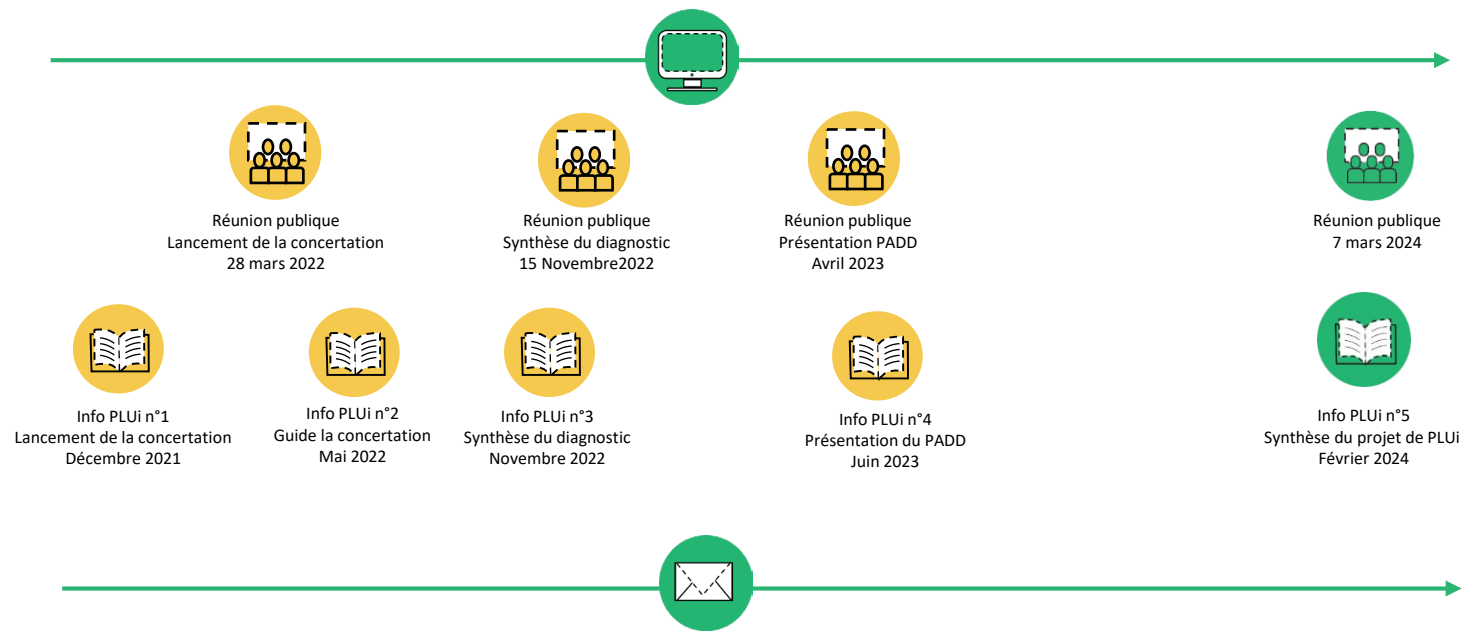 Réunion publique
Lancement de la concertation
28 mars 2022
Réunion publique
Synthèse du diagnostic
15 Novembre2022
Réunion publique
Présentation PADD
Avril 2023
Réunion publique
7 mars 2024
Info PLUi n°1
Lancement de la concertation
Décembre 2021
Info PLUi n°2
Guide la concertation
Mai 2022
Info PLUi n°3
Synthèse du diagnostic
Novembre 2022
Info PLUi n°4
Présentation du PADD
Juin 2023
Info PLUi n°5
Synthèse du projet de PLUi
Février 2024